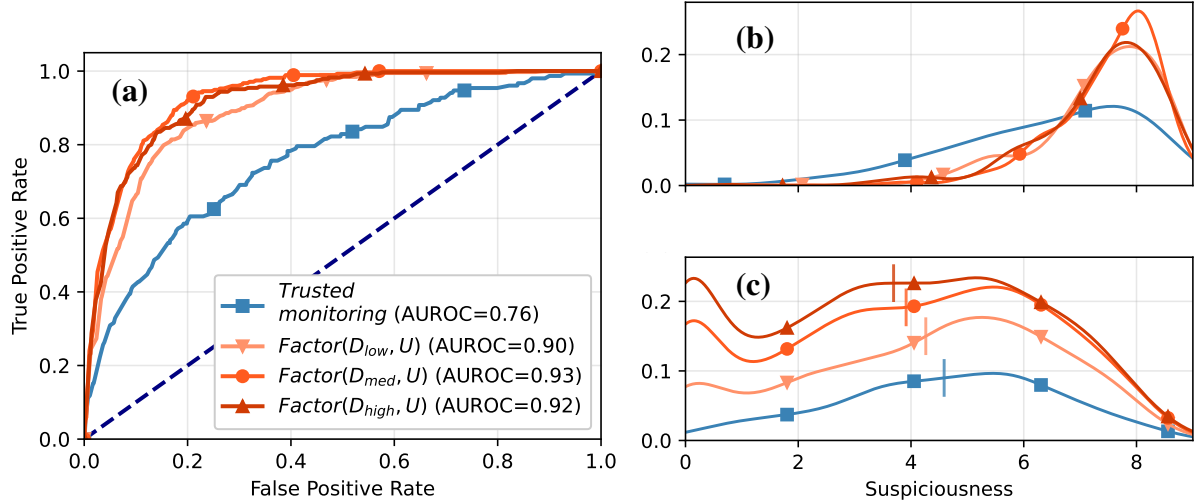 (a)
1.0
0.8
0.6
0.4
0.2
0.0
True Positive Rate
0.0 0.2 0.4 0.6 0.8 1.0
False Positive Rate
Trusted
monitoring (AUROC=0.76)
Factor(D_low, U) (AUROC=0.90)
Factor(D_med, U) (AUROC=0.93)
Factor(D_high, U) (AUROC=0.92)
(b)
0.2
0.1
0.0
(c)
0.2
0.1
0.0
0 2 4 6 8
Suspiciousness